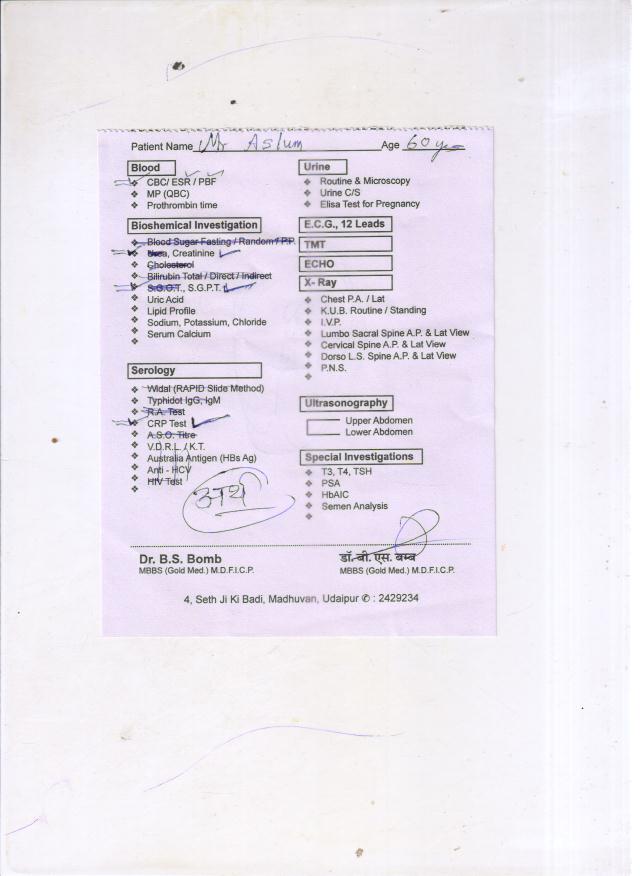 Patient Name Mr Aslum Age 60 y
Blood
CBC/ ESR / PBF
MP (QBC)
Prothrombin time
Bioshemical Investigation
Blood Sugar Fasting / Random / P.P.
Urea, Creatinine
Cholesterol
Bilirubin Total / Direct / Indirect
S.G.O.T., S.G.P.T.
Uric Acid
Lipid Profile
Sodium, Potassium, Chloride
Serum Calcium
Serology
Widal (RAPID Slide Method)
Typhidot IgG, IgM
R.A. Test
CRP Test
A.S.O. Titre
V.D.R.L. / K.T.
Australia Antigen (HBs Ag)
Anti - HCV
HIV Test
Urine
Routine & Microscopy
Urine C/S
Elisa Test for Pregnancy
E.C.G., 12 Leads
TMT
ECHO
X- Ray
Chest P.A. / Lat
K.U.B. Routine / Standing
I.V.P.
Lumbo Sacral Spine A.P. & Lat View
Cervical Spine A.P. & Lat View
Dorso L.S. Spine A.P. & Lat View
P.N.S.
Ultrasonography
Upper Abdomen
Lower Abdomen
Special Investigations
T3, T4, TSH
PSA
HbAIC
Semen Analysis
Dr. B.S. Bomb
MBBS (Gold Med.) M.D.F.I.C.P.
डॉ. बी. एस. बम्ब
MBBS (Gold Med.) M.D.F.I.C.P.
4, Seth Ji Ki Badi, Madhuvan, Udaipur ✆ : 2429234